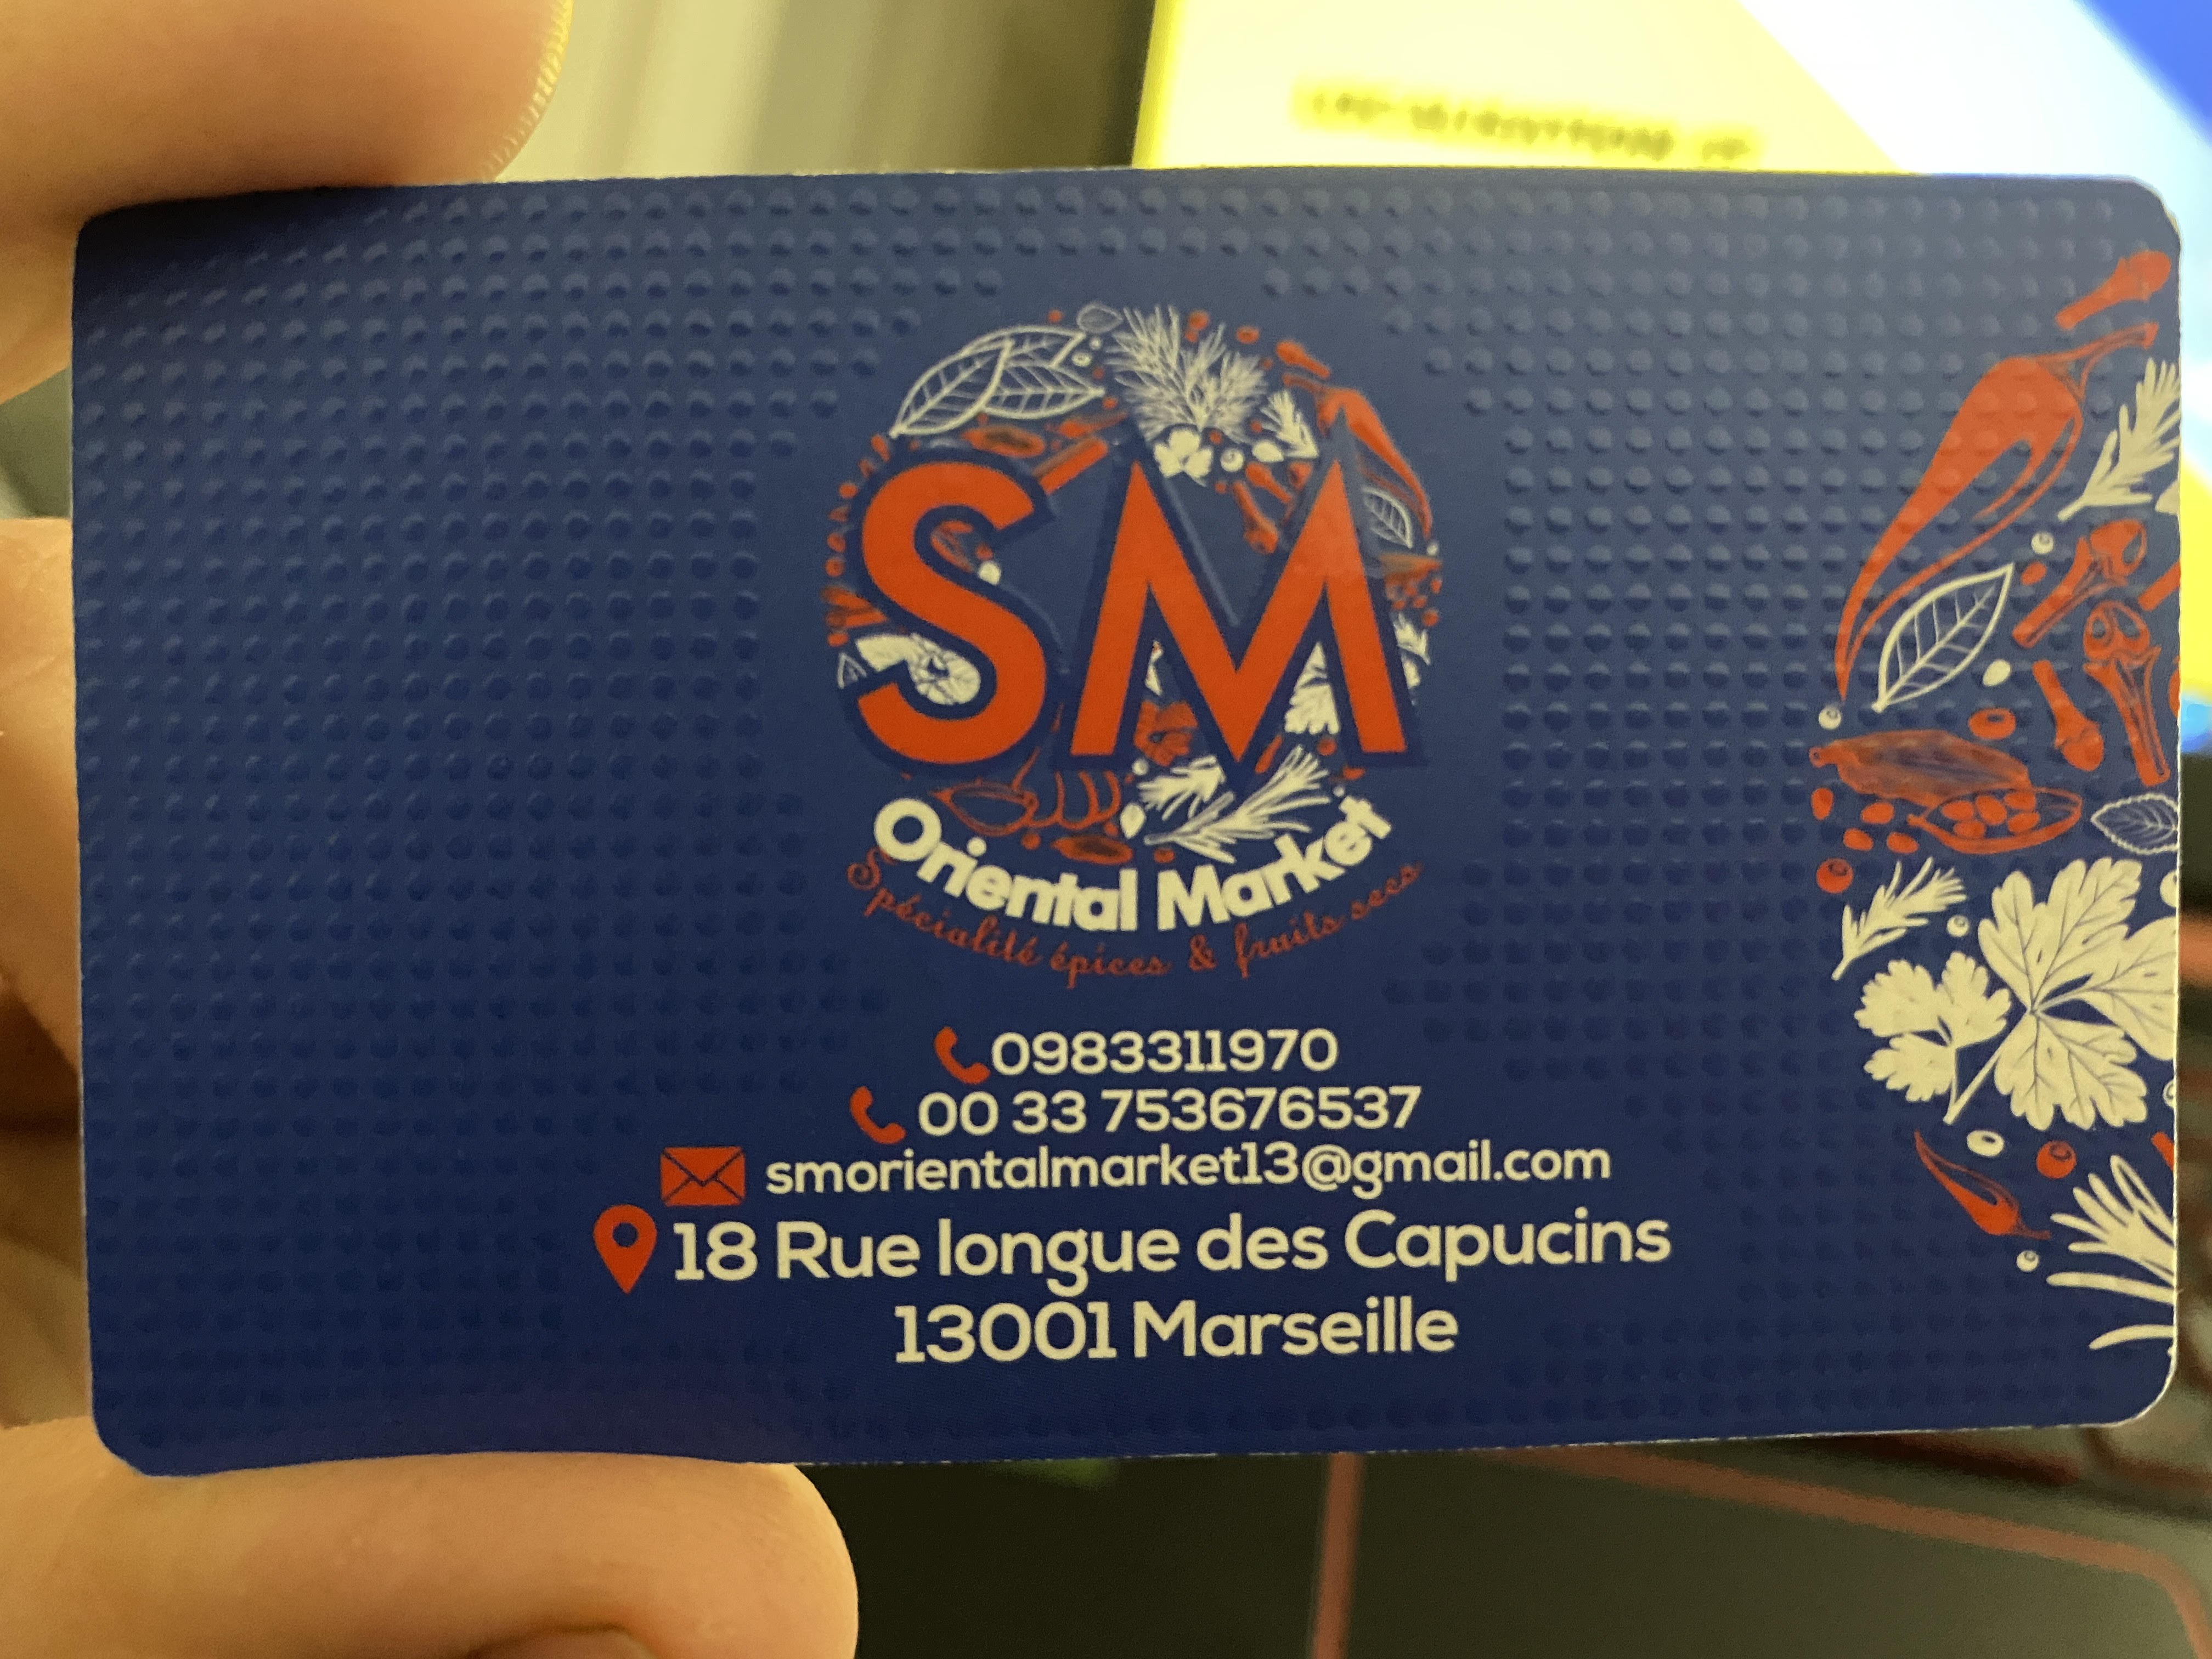 SM
Oriental Market
Spécialité épices & fruits secs
0983311970
00 33 753676537
smorientalmarket13@gmail.com
18 Rue longue des Capucins
13001 Marseille